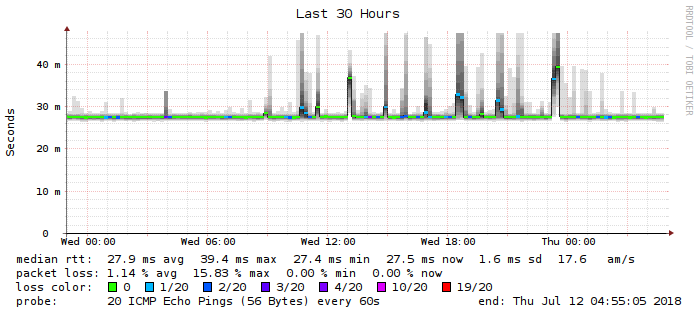 Last 30 Hours
RRDTOOL / TOBI OETIKER
Seconds
40 m
30 m
20 m
10 m
0
Wed 00:00 Wed 06:00 Wed 12:00 Wed 18:00 Thu 00:00
median rtt: 27.9 ms avg 39.4 ms max 27.4 ms min 27.5 ms now 1.6 ms sd 17.6 am/s
packet loss: 1.14 % avg 15.83 % max 0.00 % min 0.00 % now
loss color: 0 1/20 2/20 3/20 4/20 10/20 19/20
probe: 20 ICMP Echo Pings (56 Bytes) every 60s end: Thu Jul 12 04:55:05 2018